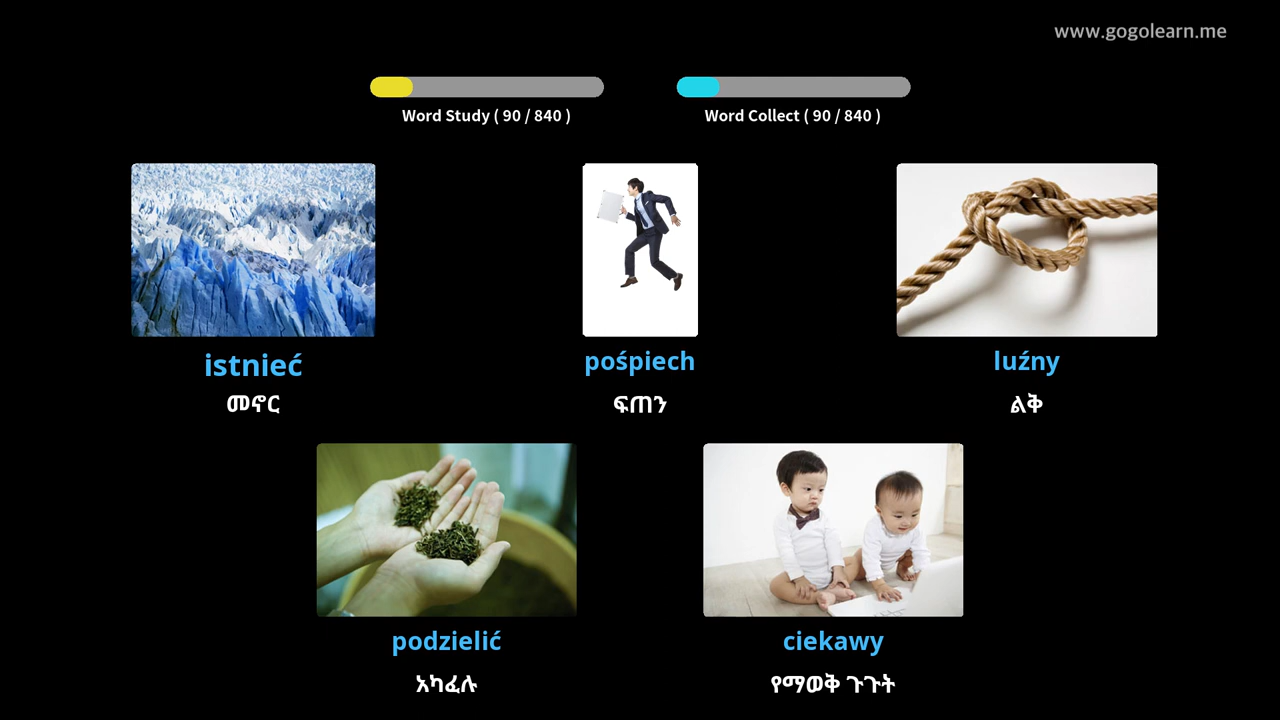 www.gogolearn.me
Word Study ( 90 / 840 )
Word Collect ( 90 / 840 )
istnieć
መኖር
pośpiech
ፍጠን
luźny
ልቅ
podzielić
አካፈሉ
ciekawy
የማወቅ ጉጉት